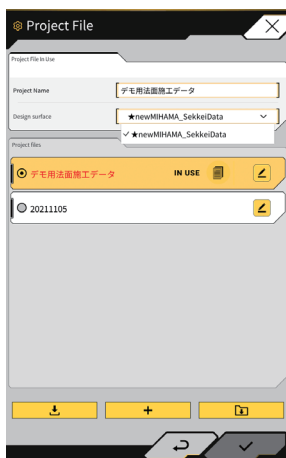 Project File
Project File In Use
Project Name
デモ用法面施工データ
Design surface
★newMIHAMA_SekkeiData
✓ ★newMIHAMA_SekkeiData
Project files
デモ用法面施工データ
IN USE
20211105